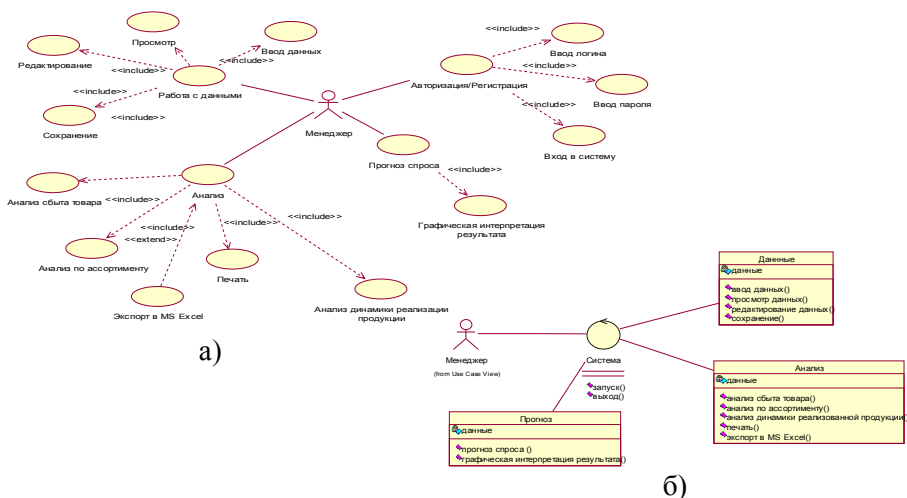 <<include>>
Просмотр
Ввод данных
Редактирование
<<include>>
<<include>>
Работа с данными
<<include>>
<<include>>
Сохранение
<<include>>
Ввод логина
<<include>>
Авторизация/Регистрация
Ввод пароля
<<include>>
Вход в систему
Менеджер
Прогноз спроса
<<include>>
Графическая интерпретация
результата
Анализ
Анализ сбыта товара
<<include>>
<<include>>
<<include>>
<<include>>
<<extend>>
Анализ по ассортименту
Печать
Экспорт в MS Excel
Анализ динамики реализации
продукции
а)
Даннные
данные
ввод данных()
просмотр данных()
редактирование данных()
сохранение()
Менеджер
(from Use Case View)
Система
запуск()
выход()
Анализ
данные
анализ сбыта товара()
анализ по ассортименту()
анализ динамики реализованной продукции()
печать()
экспорт в MS Excel()
Прогноз
данные
прогноз спроса ()
графическая интерпретация результата()
б)